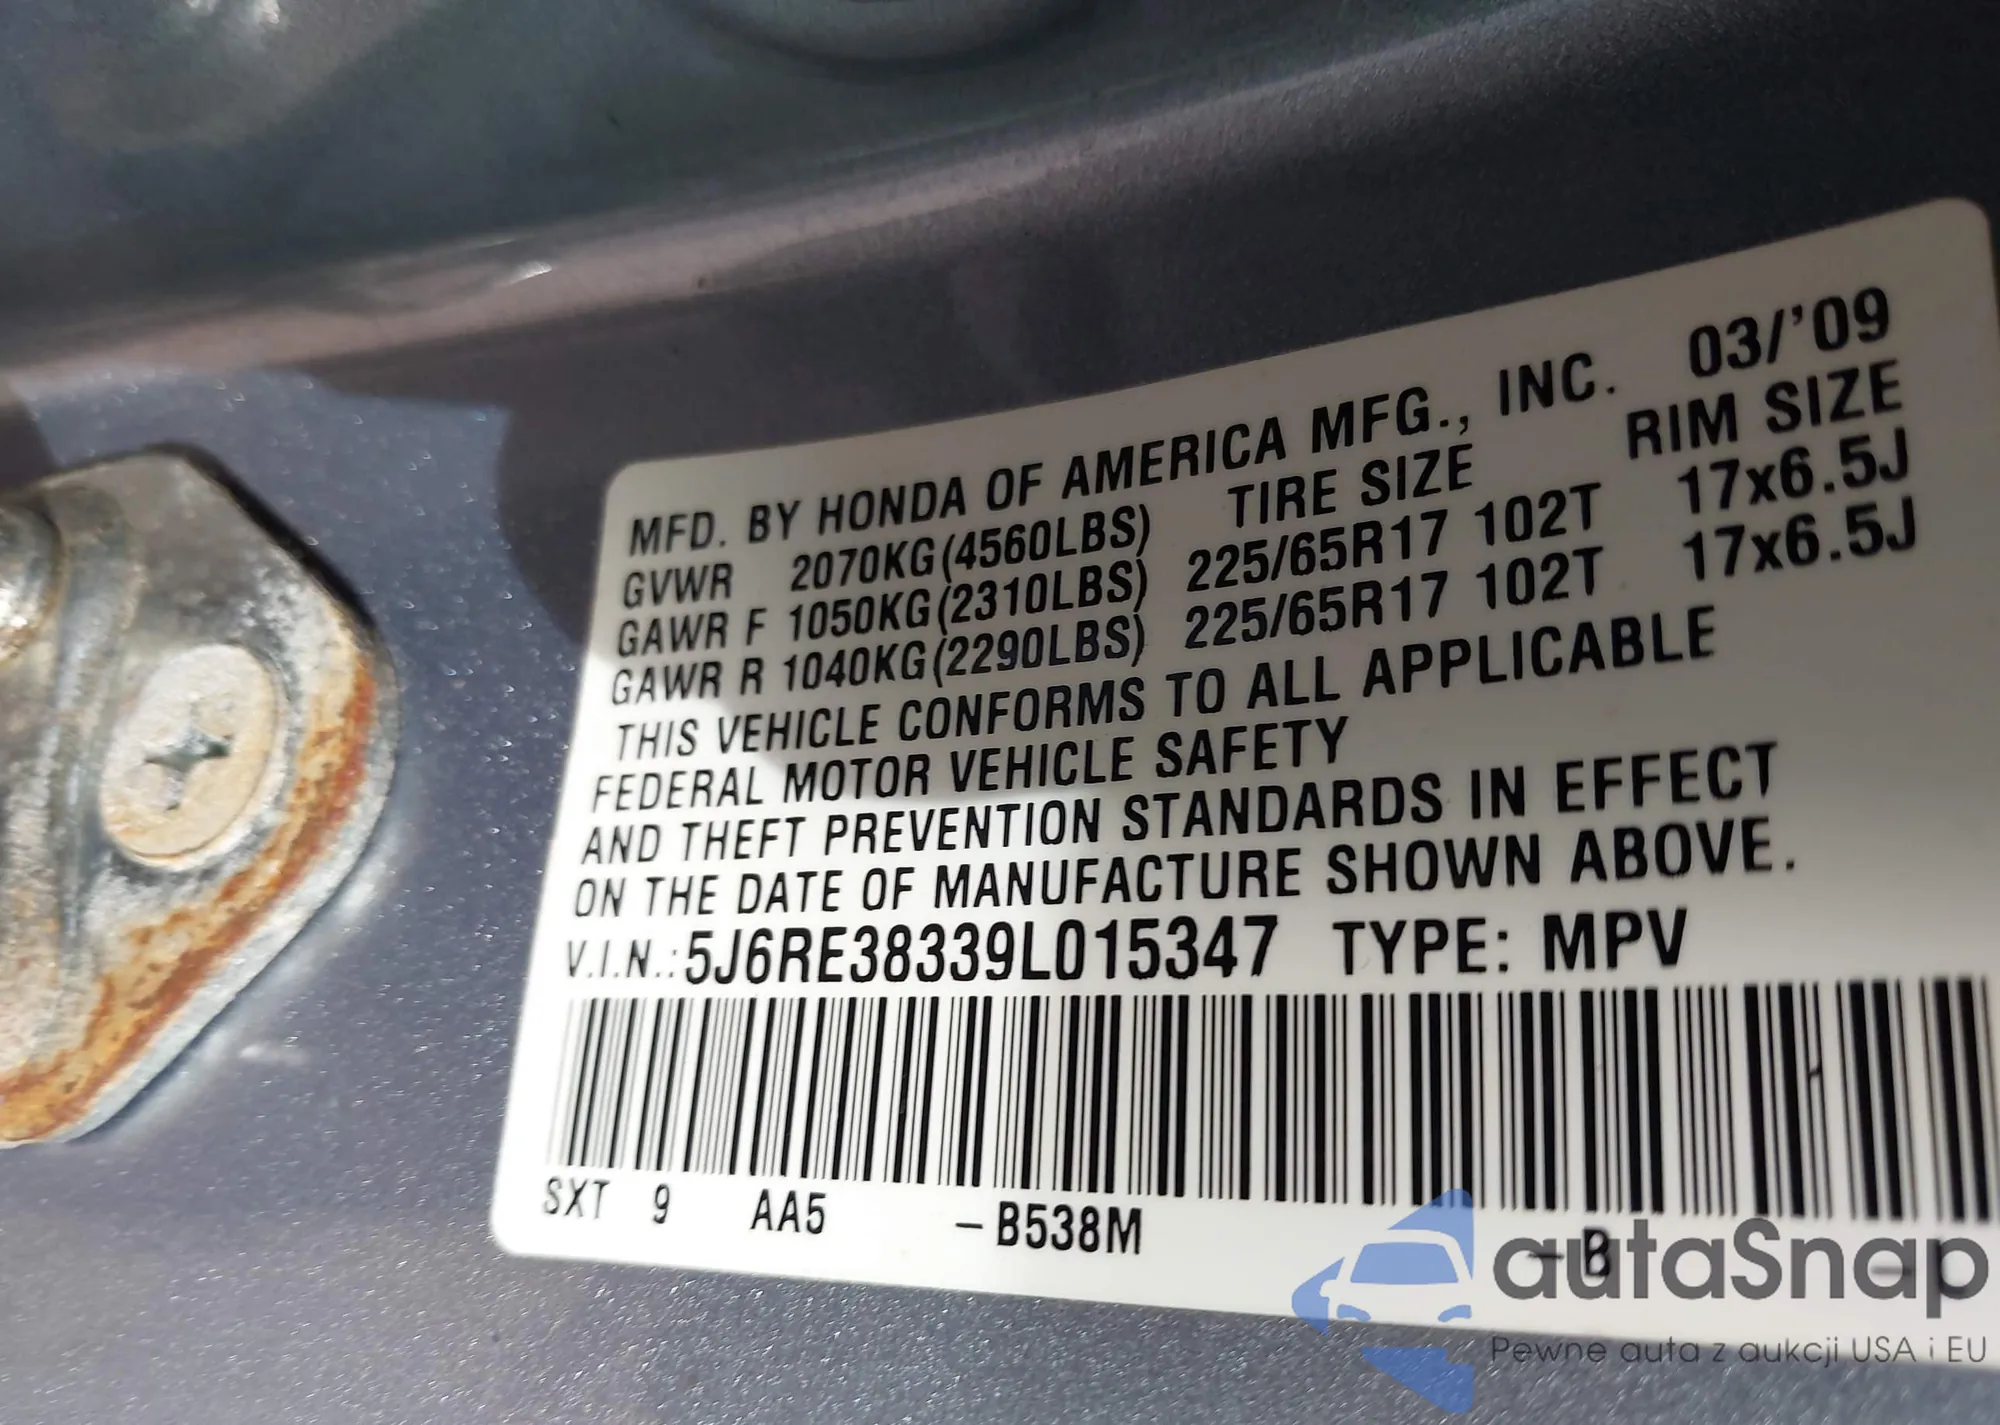 MFD. BY HONDA OF AMERICA MFG., INC. 03/'09
GVWR 2070KG(4560LBS) TIRE SIZE RIM SIZE
GAWR F 1050KG(2310LBS) 225/65R17 102T 17x6.5J
GAWR R 1040KG(2290LBS) 225/65R17 102T 17x6.5J
THIS VEHICLE CONFORMS TO ALL APPLICABLE
FEDERAL MOTOR VEHICLE SAFETY
AND THEFT PREVENTION STANDARDS IN EFFECT
ON THE DATE OF MANUFACTURE SHOWN ABOVE.
V.I.N.: 5J6RE38339L015347 TYPE: MPV
SXT 9 AA5 -B538M -B
autaSnap
Pewne auta z aukcji USA i EU